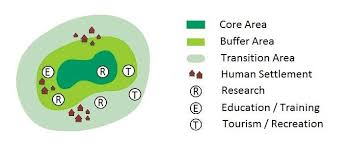 Core Area
Buffer Area
Transition Area
Human Settlement
R Research
E Education / Training
T Tourism / Recreation
E R T
R T